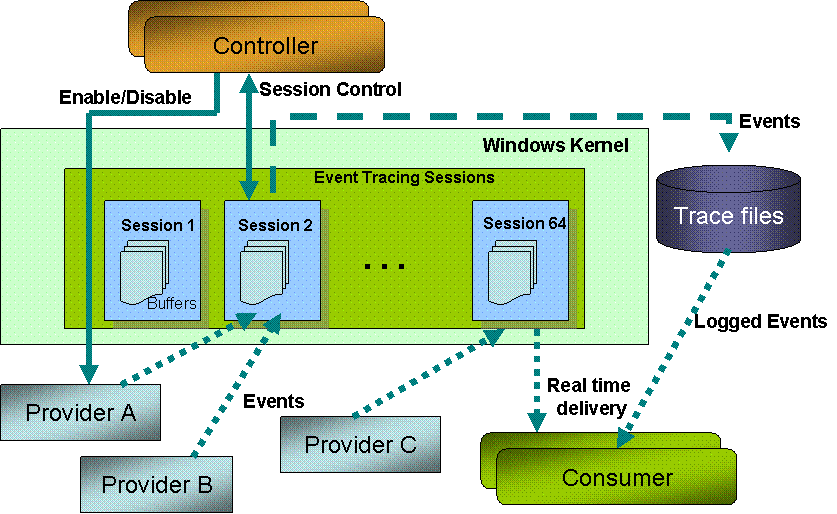 Controller
Enable/Disable
Session Control
Events
Windows Kernel
Event Tracing Sessions
Session 1
Session 2
Session 64
Trace files
. . .
Buffers
Logged Events
Real time
delivery
Events
Provider A
Provider B
Provider C
Consumer